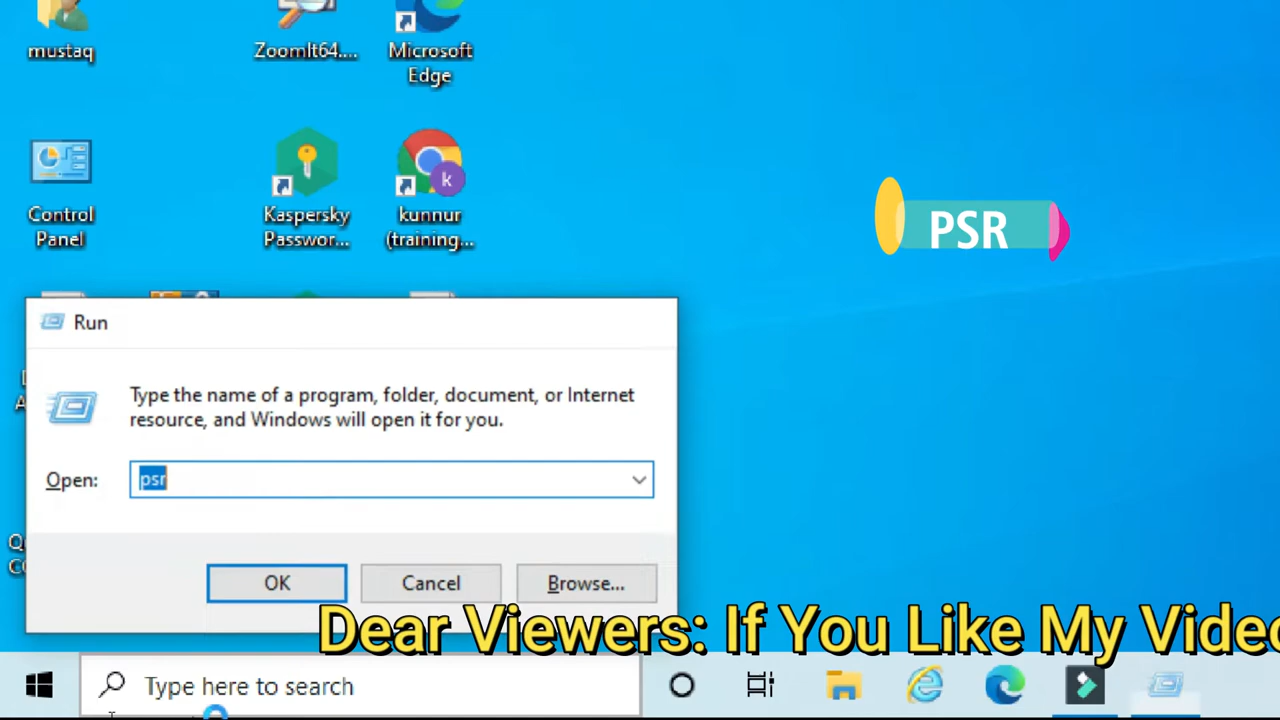 mustaq
ZoomIt64....
Microsoft
Edge
Control
Panel
Kaspersky
Passwor...
k
kunnur
(training...
PSR
Run
Type the name of a program, folder, document, or Internet
resource, and Windows will open it for you.
Open:
psr
OK
Cancel
Browse...
Dear Viewers: If You Like My Video
Type here to search